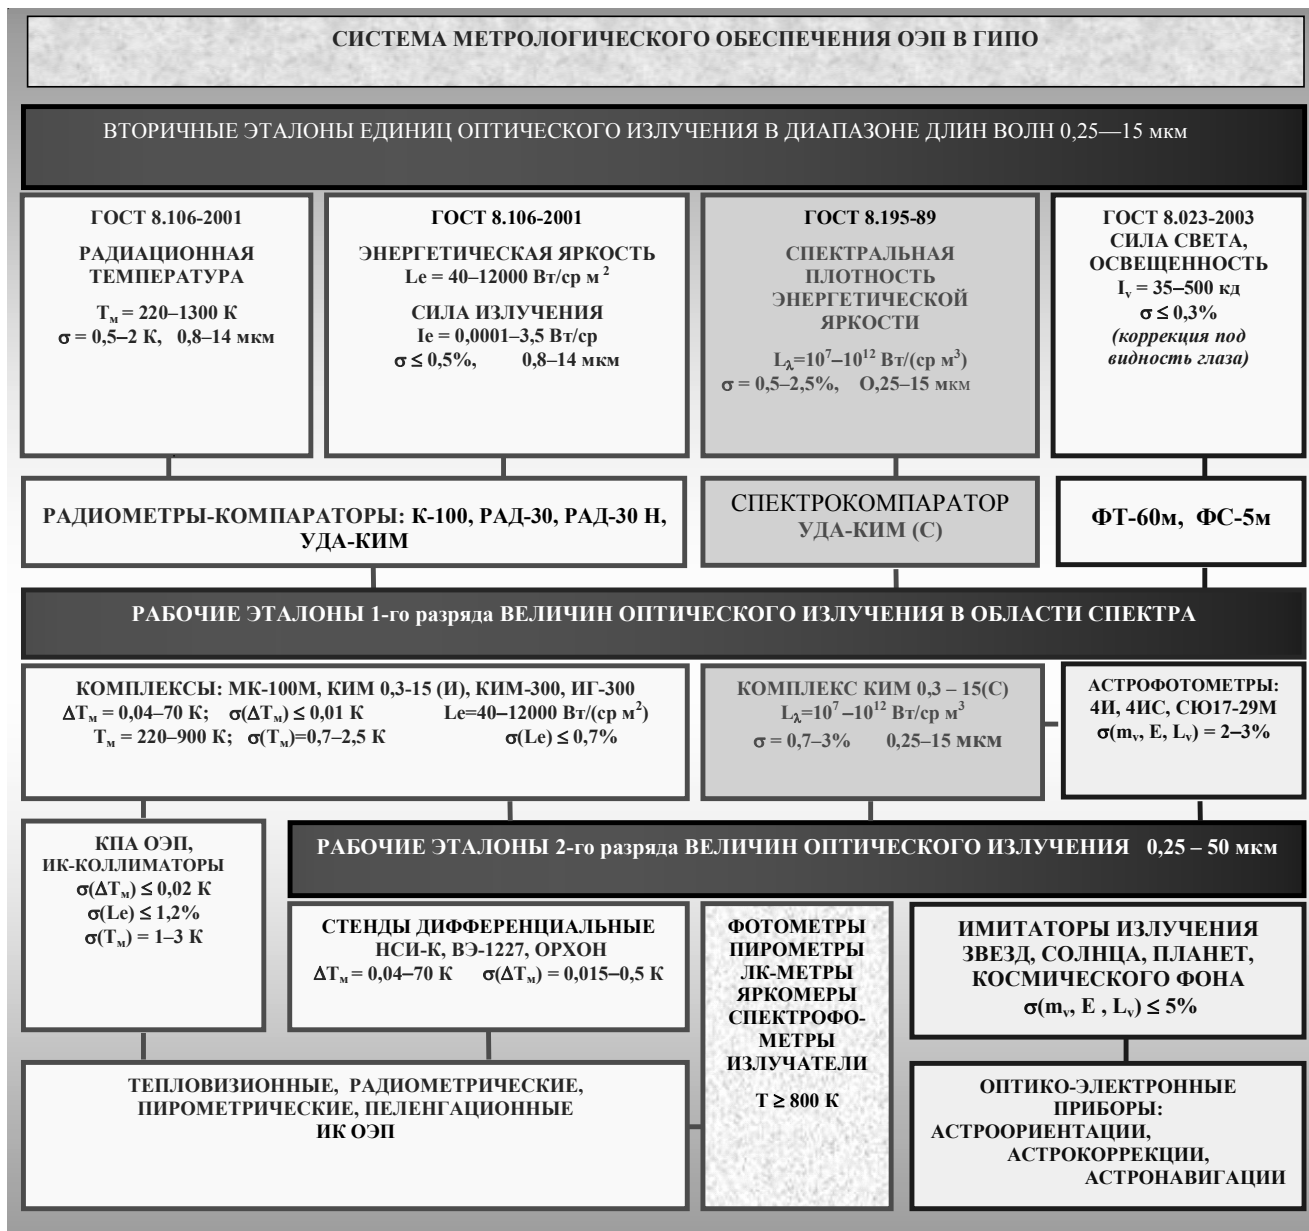 СИСТЕМА МЕТРОЛОГИЧЕСКОГО ОБЕСПЕЧЕНИЯ ОЭП В ГИПО
ВТОРИЧНЫЕ ЭТАЛОНЫ ЕДИНИЦ ОПТИЧЕСКОГО ИЗЛУЧЕНИЯ В ДИАПАЗОНЕ ДЛИН ВОЛН 0,25—15 мкм
ГОСТ 8.106-2001
РАДИАЦИОННАЯ
ТЕМПЕРАТУРА
Tм = 220–1300 К
σ = 0,5–2 К, 0,8–14 мкм
ГОСТ 8.106-2001
ЭНЕРГЕТИЧЕСКАЯ ЯРКОСТЬ
Le = 40–12000 Вт/ср м ²
СИЛА ИЗЛУЧЕНИЯ
Ie = 0,0001–3,5 Вт/ср
σ ≤ 0,5%, 0,8–14 мкм
ГОСТ 8.195-89
СПЕКТРАЛЬНАЯ
ПЛОТНОСТЬ
ЭНЕРГЕТИЧЕСКОЙ
ЯРКОСТИ
Lλ=10⁷–10¹² Вт/(ср м³)
σ = 0,5–2,5%, О,25–15 мкм
ГОСТ 8.023-2003
СИЛА СВЕТА,
ОСВЕЩЕННОСТЬ
Iv = 35–500 кд
σ ≤ 0,3%
(коррекция под
видность глаза)
РАДИОМЕТРЫ-КОМПАРАТОРЫ: К-100, РАД-30, РАД-30 Н,
УДА-КИМ
СПЕКТРОКОМПАРАТОР
УДА-КИМ (С)
ФТ-60м, ФС-5м
РАБОЧИЕ ЭТАЛОНЫ 1-го разряда ВЕЛИЧИН ОПТИЧЕСКОГО ИЗЛУЧЕНИЯ В ОБЛАСТИ СПЕКТРА
КОМПЛЕКСЫ: МК-100М, КИМ 0,3-15 (И), КИМ-300, ИГ-300
ΔTм = 0,04–70 К; σ(ΔTм) ≤ 0,01 К Le=40–12000 Вт/(ср м²)
Tм = 220–900 К; σ(Tм)=0,7–2,5 К σ(Le) ≤ 0,7%
КОМПЛЕКС КИМ 0,3 – 15(С)
Lλ=10⁷ –10¹² Вт/ср м³
σ = 0,7–3% 0,25–15 мкм
АСТРОФОТОМЕТРЫ:
4И, 4ИС, СЮ17-29М
σ(mv, E, Lv) = 2–3%
КПА ОЭП,
ИК-КОЛЛИМАТОРЫ
σ(ΔTм) ≤ 0,02 К
σ(Le) ≤ 1,2%
σ(Tм) = 1–3 К
РАБОЧИЕ ЭТАЛОНЫ 2-го разряда ВЕЛИЧИН ОПТИЧЕСКОГО ИЗЛУЧЕНИЯ 0,25 – 50 мкм
СТЕНДЫ ДИФФЕРЕНЦИАЛЬНЫЕ
НСИ-К, ВЭ-1227, ОРХОН
ΔTм = 0,04–70 К σ(ΔTм) = 0,015–0,5 К
ФОТОМЕТРЫ
ПИРОМЕТРЫ
ЛК-МЕТРЫ
ЯРКОМЕРЫ
СПЕКТРОФО-
МЕТРЫ
ИЗЛУЧАТЕЛИ
T ≥ 800 К
ИМИТАТОРЫ ИЗЛУЧЕНИЯ
ЗВЕЗД, СОЛНЦА, ПЛАНЕТ,
КОСМИЧЕСКОГО ФОНА
σ(mv, E , Lv) ≤ 5%
ТЕПЛОВИЗИОННЫЕ, РАДИОМЕТРИЧЕСКИЕ,
ПИРОМЕТРИЧЕСКИЕ, ПЕЛЕНГАЦИОННЫЕ
ИК ОЭП
ОПТИКО-ЭЛЕКТРОННЫЕ
ПРИБОРЫ:
АСТРООРИЕНТАЦИИ,
АСТРОКОРРЕКЦИИ,
АСТРОНАВИГАЦИИ